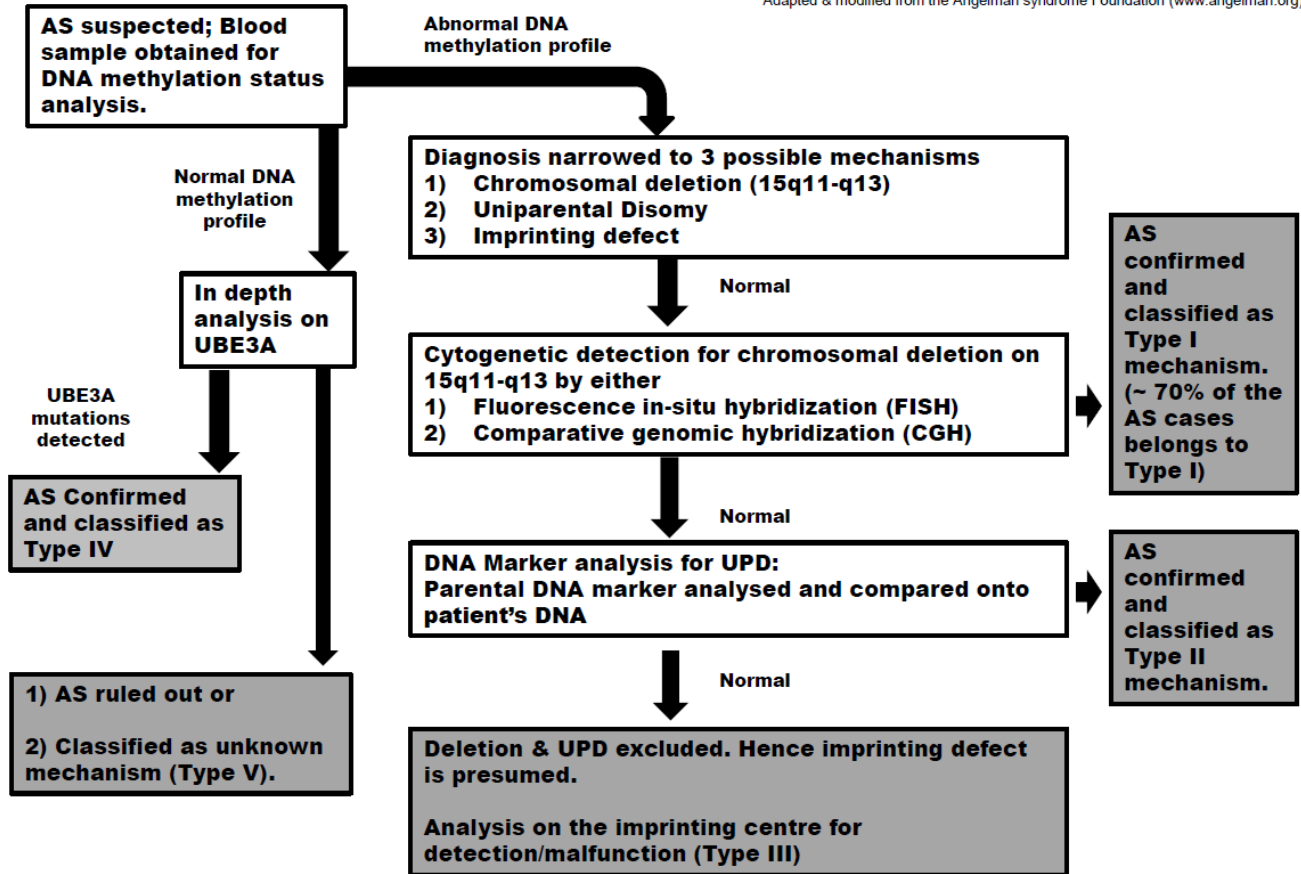 Adapted & modified from the Angelman syndrome Foundation (www.angelman.org)
AS suspected; Blood
sample obtained for
DNA methylation status
analysis.
Abnormal DNA
methylation profile
Normal DNA
methylation
profile
Diagnosis narrowed to 3 possible mechanisms
1) Chromosomal deletion (15q11-q13)
2) Uniparental Disomy
3) Imprinting defect
Normal
In depth
analysis on
UBE3A
Cytogenetic detection for chromosomal deletion on
15q11-q13 by either
1) Fluorescence in-situ hybridization (FISH)
2) Comparative genomic hybridization (CGH)
AS
confirmed
and
classified as
Type I
mechanism.
(~ 70% of the
AS cases
belongs to
Type I)
UBE3A
mutations
detected
AS Confirmed
and classified as
Type IV
Normal
DNA Marker analysis for UPD:
Parental DNA marker analysed and compared onto
patient's DNA
AS
confirmed
and
classified as
Type II
mechanism.
Normal
1) AS ruled out or
2) Classified as unknown
mechanism (Type V).
Deletion & UPD excluded. Hence imprinting defect
is presumed.
Analysis on the imprinting centre for
detection/malfunction (Type III)